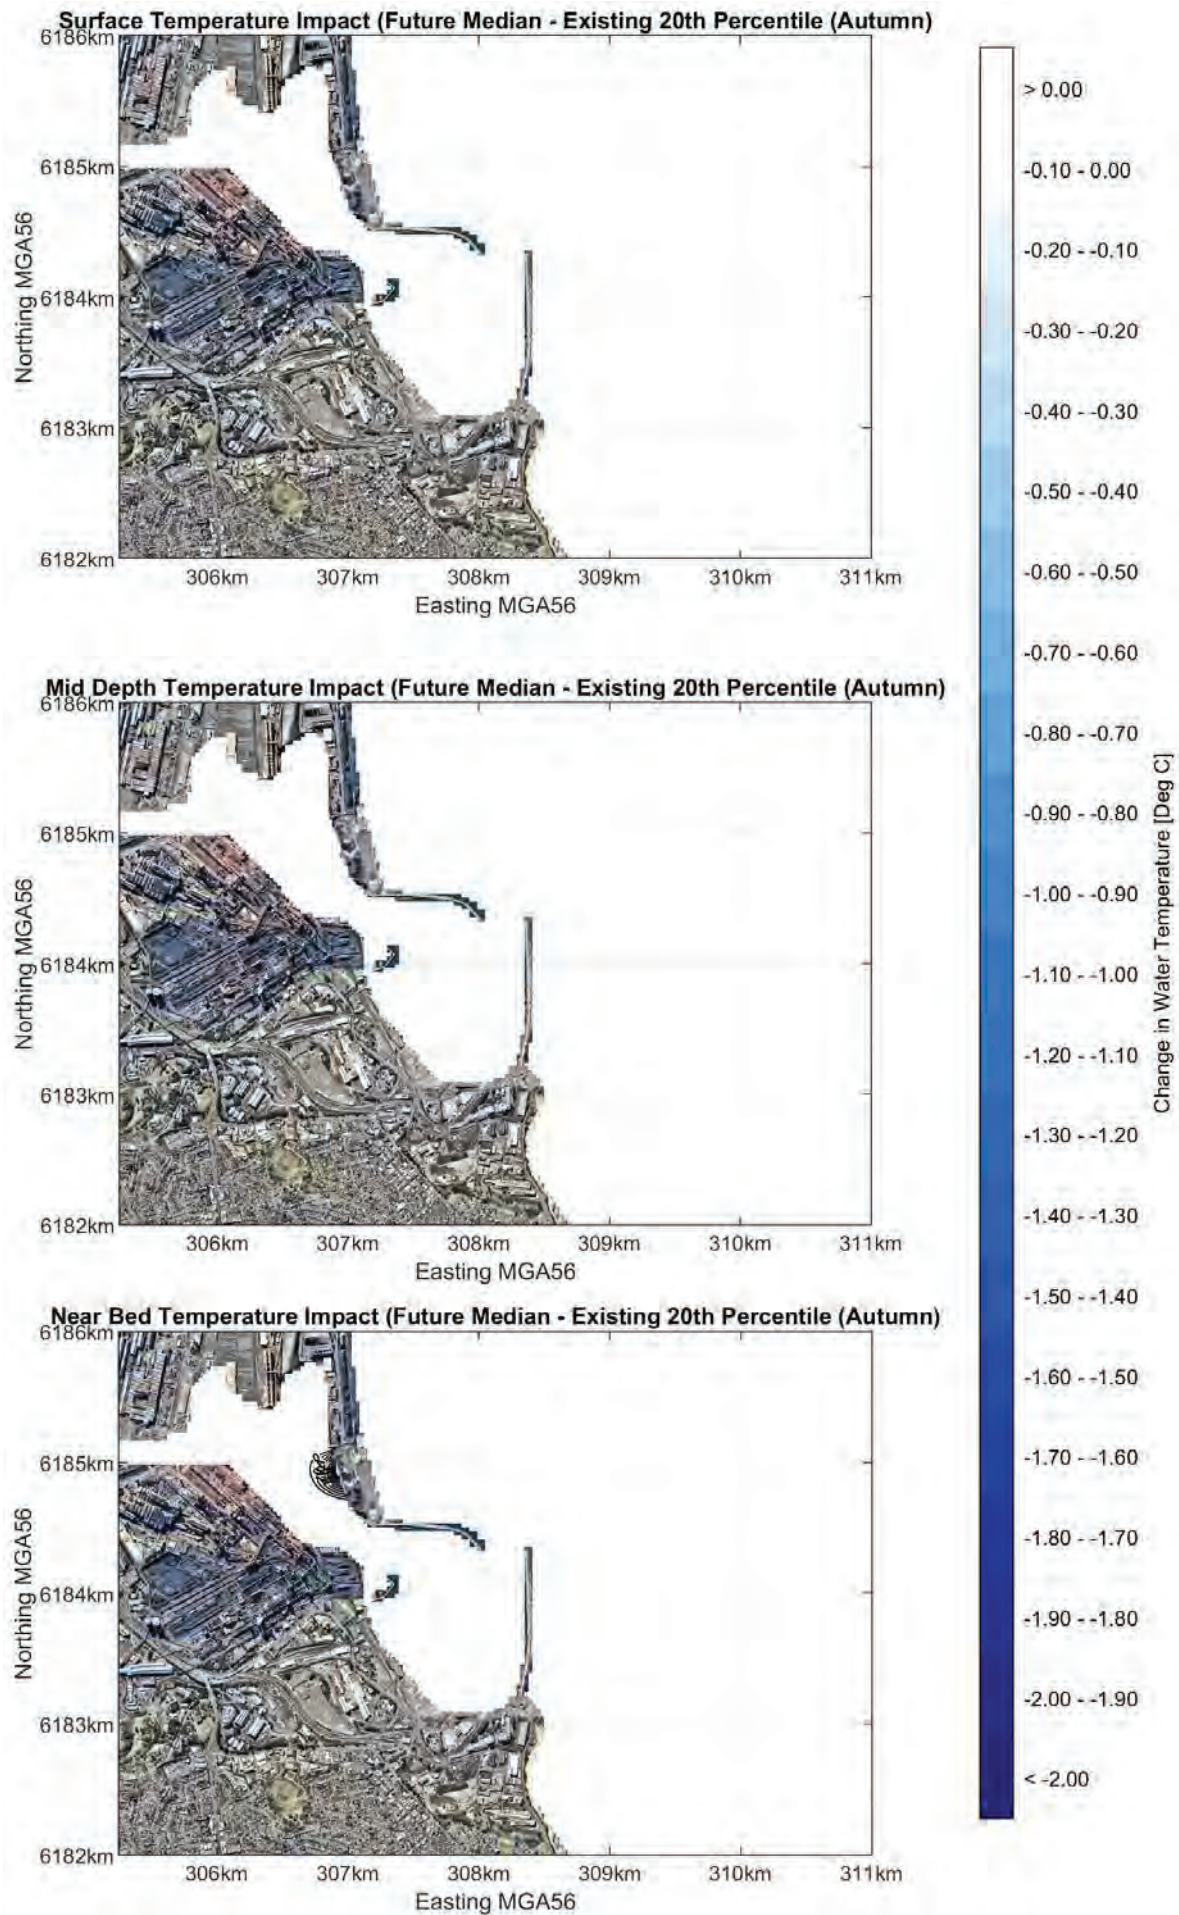 Surface Temperature Impact (Future Median - Existing 20th Percentile (Autumn)
6186km
6185km
6184km
6183km
6182km
Northing MGA56
306km 307km 308km 309km 310km 311km
Easting MGA56
Mid Depth Temperature Impact (Future Median - Existing 20th Percentile (Autumn)
6186km
6185km
6184km
6183km
6182km
Northing MGA56
306km 307km 308km 309km 310km 311km
Easting MGA56
Near Bed Temperature Impact (Future Median - Existing 20th Percentile (Autumn)
6186km
6185km
6184km
6183km
6182km
Northing MGA56
306km 307km 308km 309km 310km 311km
Easting MGA56
> 0.00
-0.10 - 0.00
-0.20 - -0.10
-0.30 - -0.20
-0.40 - -0.30
-0.50 - -0.40
-0.60 - -0.50
-0.70 - -0.60
-0.80 - -0.70
-0.90 - -0.80
-1.00 - -0.90
-1.10 - -1.00
-1.20 - -1.10
-1.30 - -1.20
-1.40 - -1.30
-1.50 - -1.40
-1.60 - -1.50
-1.70 - -1.60
-1.80 - -1.70
-1.90 - -1.80
-2.00 - -1.90
< -2.00
Change in Water Temperature [Deg C]